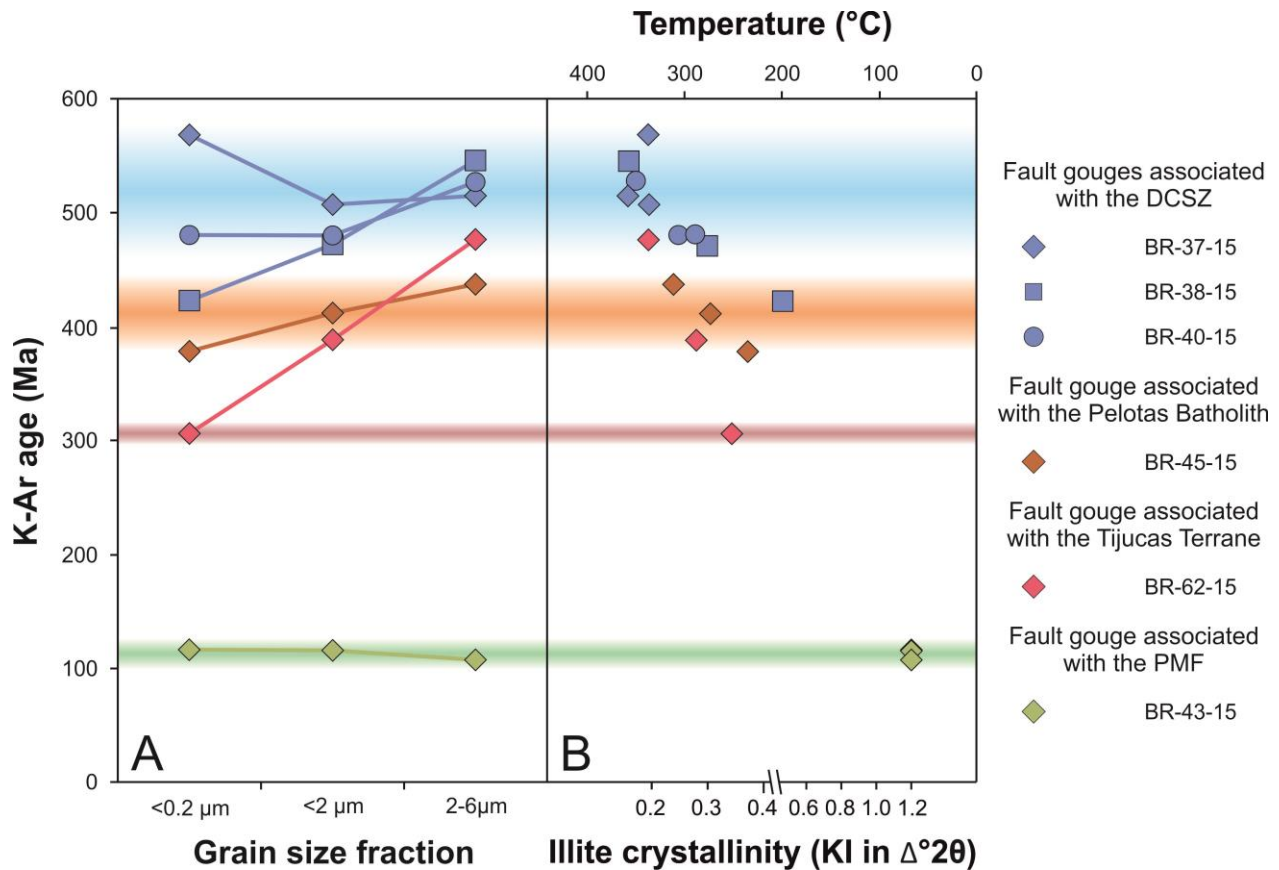 Temperature (°C)
400 300 200 100 0
600
500
400
300
200
100
0
K-Ar age (Ma)
A
B
<0.2 µm <2 µm 2-6µm
0.2 0.3 0.4 0.6 0.8 1.0 1.2
Grain size fraction
Illite crystallinity (KI in Δ°2θ)
Fault gouges associated
with the DCSZ
BR-37-15
BR-38-15
BR-40-15
Fault gouge associated
with the Pelotas Batholith
BR-45-15
Fault gouge associated
with the Tijucas Terrane
BR-62-15
Fault gouge associated
with the PMF
BR-43-15